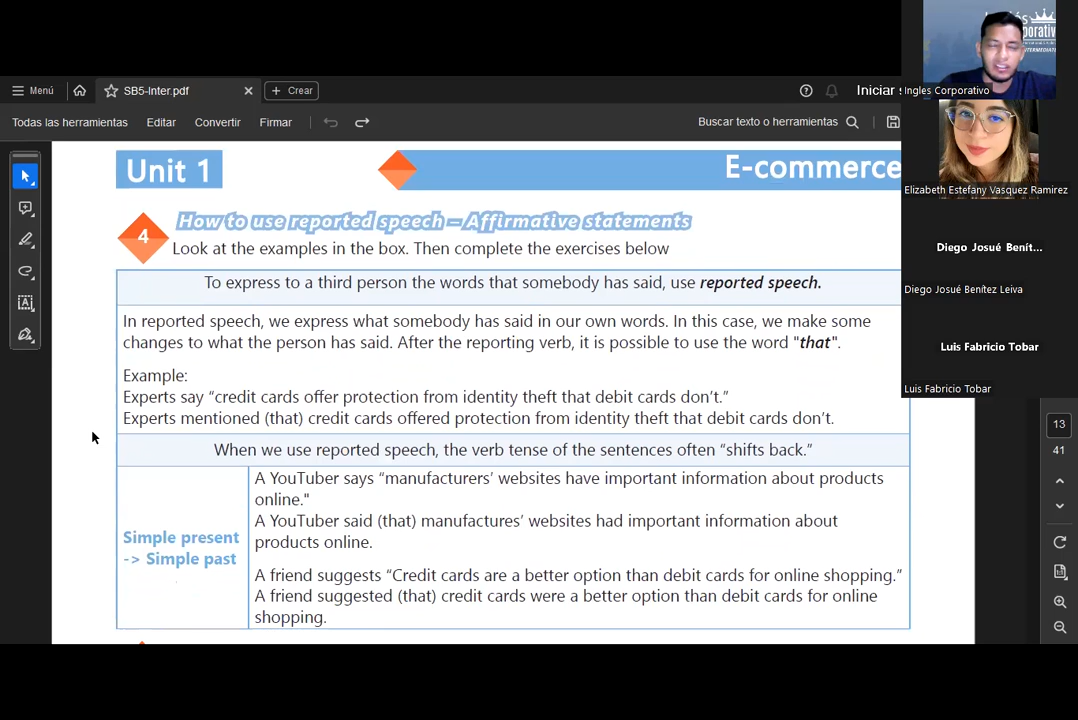 Menú
SB5-Inter.pdf
Crear
Iniciar s
Todas las herramientas
Editar
Convertir
Firmar
Buscar texto o herramientas
Unit 1
E-commerce
4
How to use reported speech – Affirmative statements
Look at the examples in the box. Then complete the exercises below
To express to a third person the words that somebody has said, use reported speech.
In reported speech, we express what somebody has said in our own words. In this case, we make some
changes to what the person has said. After the reporting verb, it is possible to use the word "that".
Example:
Experts say “credit cards offer protection from identity theft that debit cards don’t.”
Experts mentioned (that) credit cards offered protection from identity theft that debit cards don’t.
When we use reported speech, the verb tense of the sentences often “shifts back.”
Simple present
-> Simple past
A YouTuber says “manufacturers’ websites have important information about products
online."
A YouTuber said (that) manufactures’ websites had important information about
products online.
A friend suggests “Credit cards are a better option than debit cards for online shopping.”
A friend suggested (that) credit cards were a better option than debit cards for online
shopping.
Ingles Corporativo
Elizabeth Estefany Vasquez Ramirez
Diego Josué Benít...
Diego Josué Benítez Leiva
Luis Fabricio Tobar
Luis Fabricio Tobar
13
41